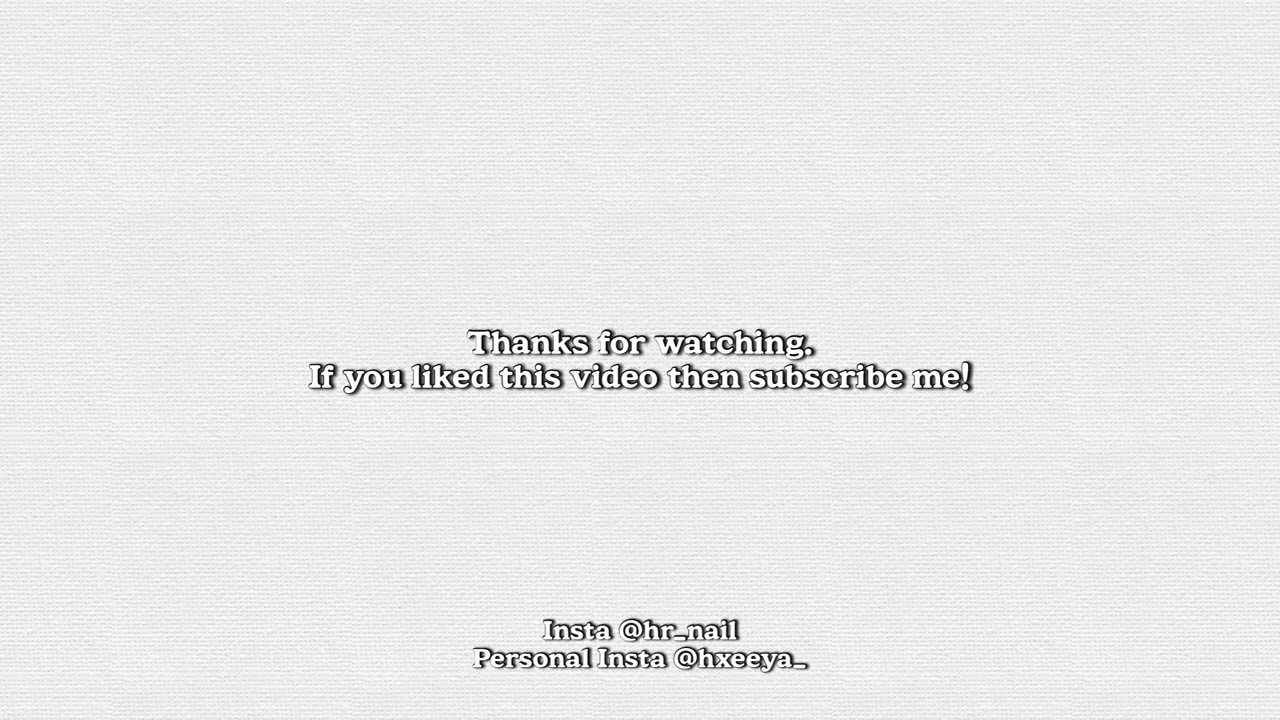 Thanks for watching.
If you liked this video then subscribe me!
Insta @hr_nail
Personal Insta @hxeeya_